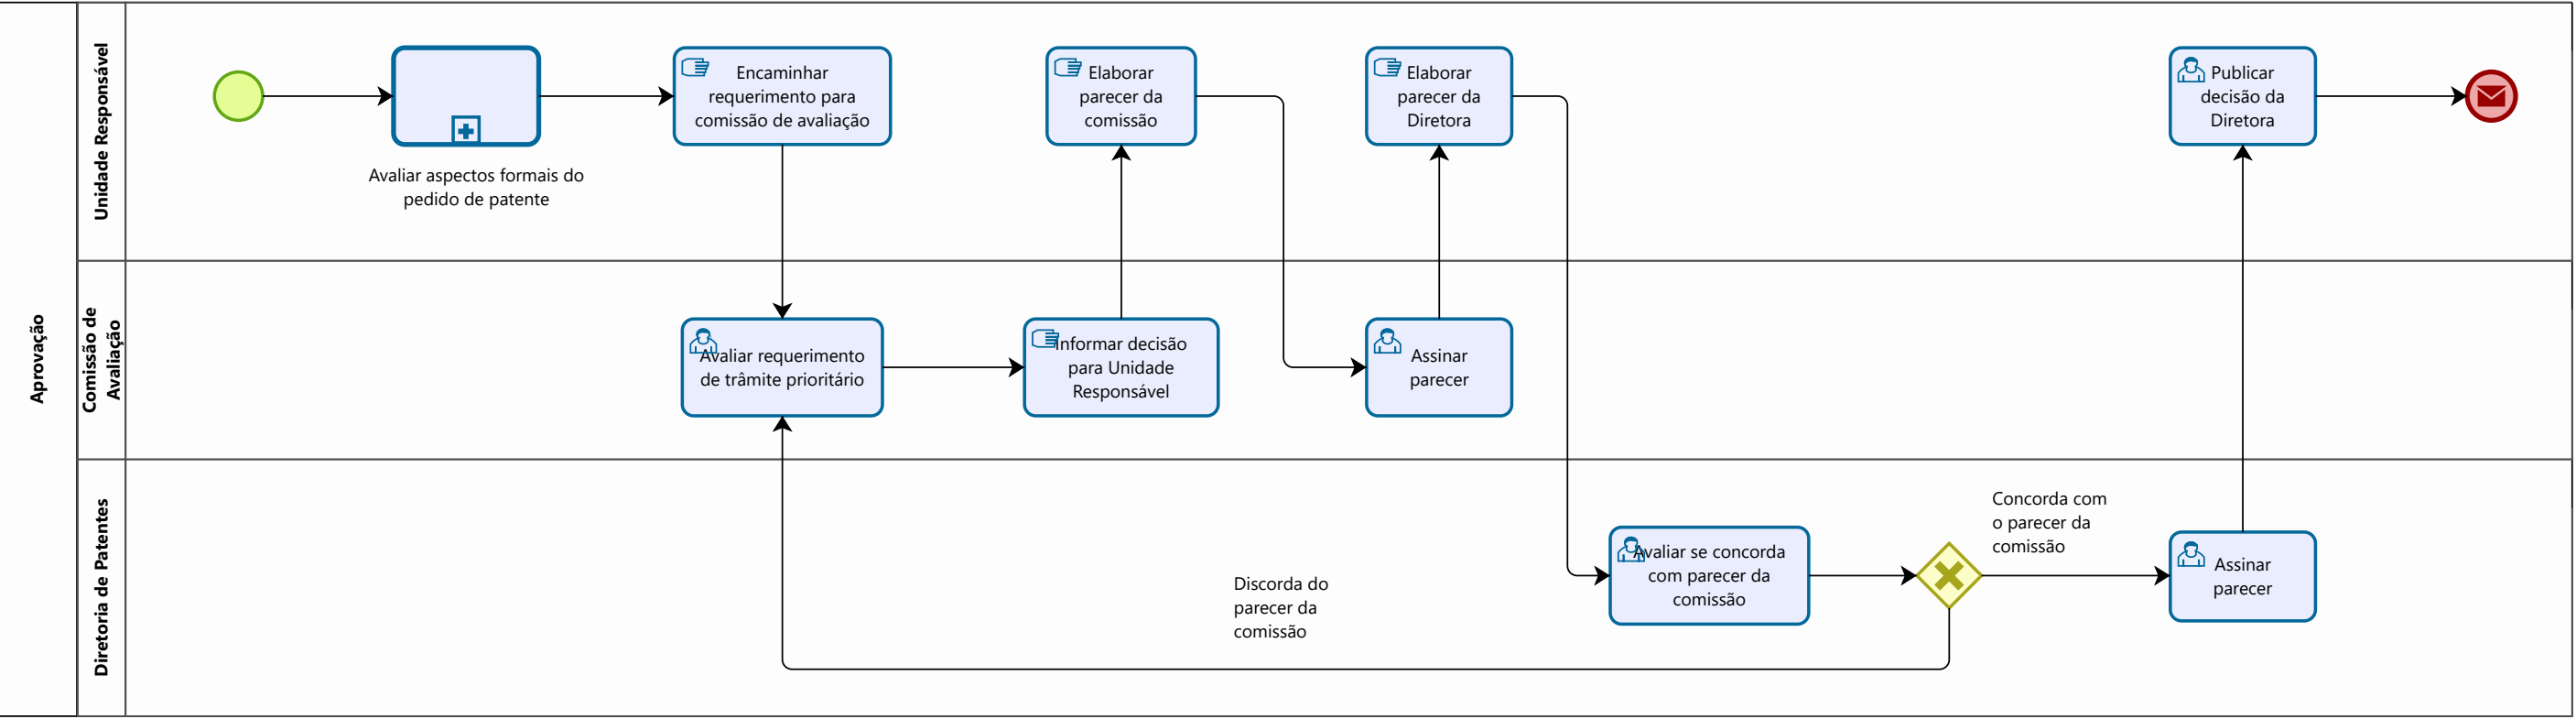 Aprovação
Unidade Responsável
Avaliar aspectos formais do
pedido de patente
Encaminhar
requerimento para
comissão de avaliação
Elaborar
parecer da
comissão
Elaborar
parecer da
Diretora
Publicar
decisão da
Diretora
Comissão de
Avaliação
Avaliar requerimento
de trâmite prioritário
Informar decisão
para Unidade
Responsável
Assinar
parecer
Diretoria de Patentes
Discorda do
parecer da
comissão
Avaliar se concorda
com parecer da
comissão
Concorda com
o parecer da
comissão
Assinar
parecer